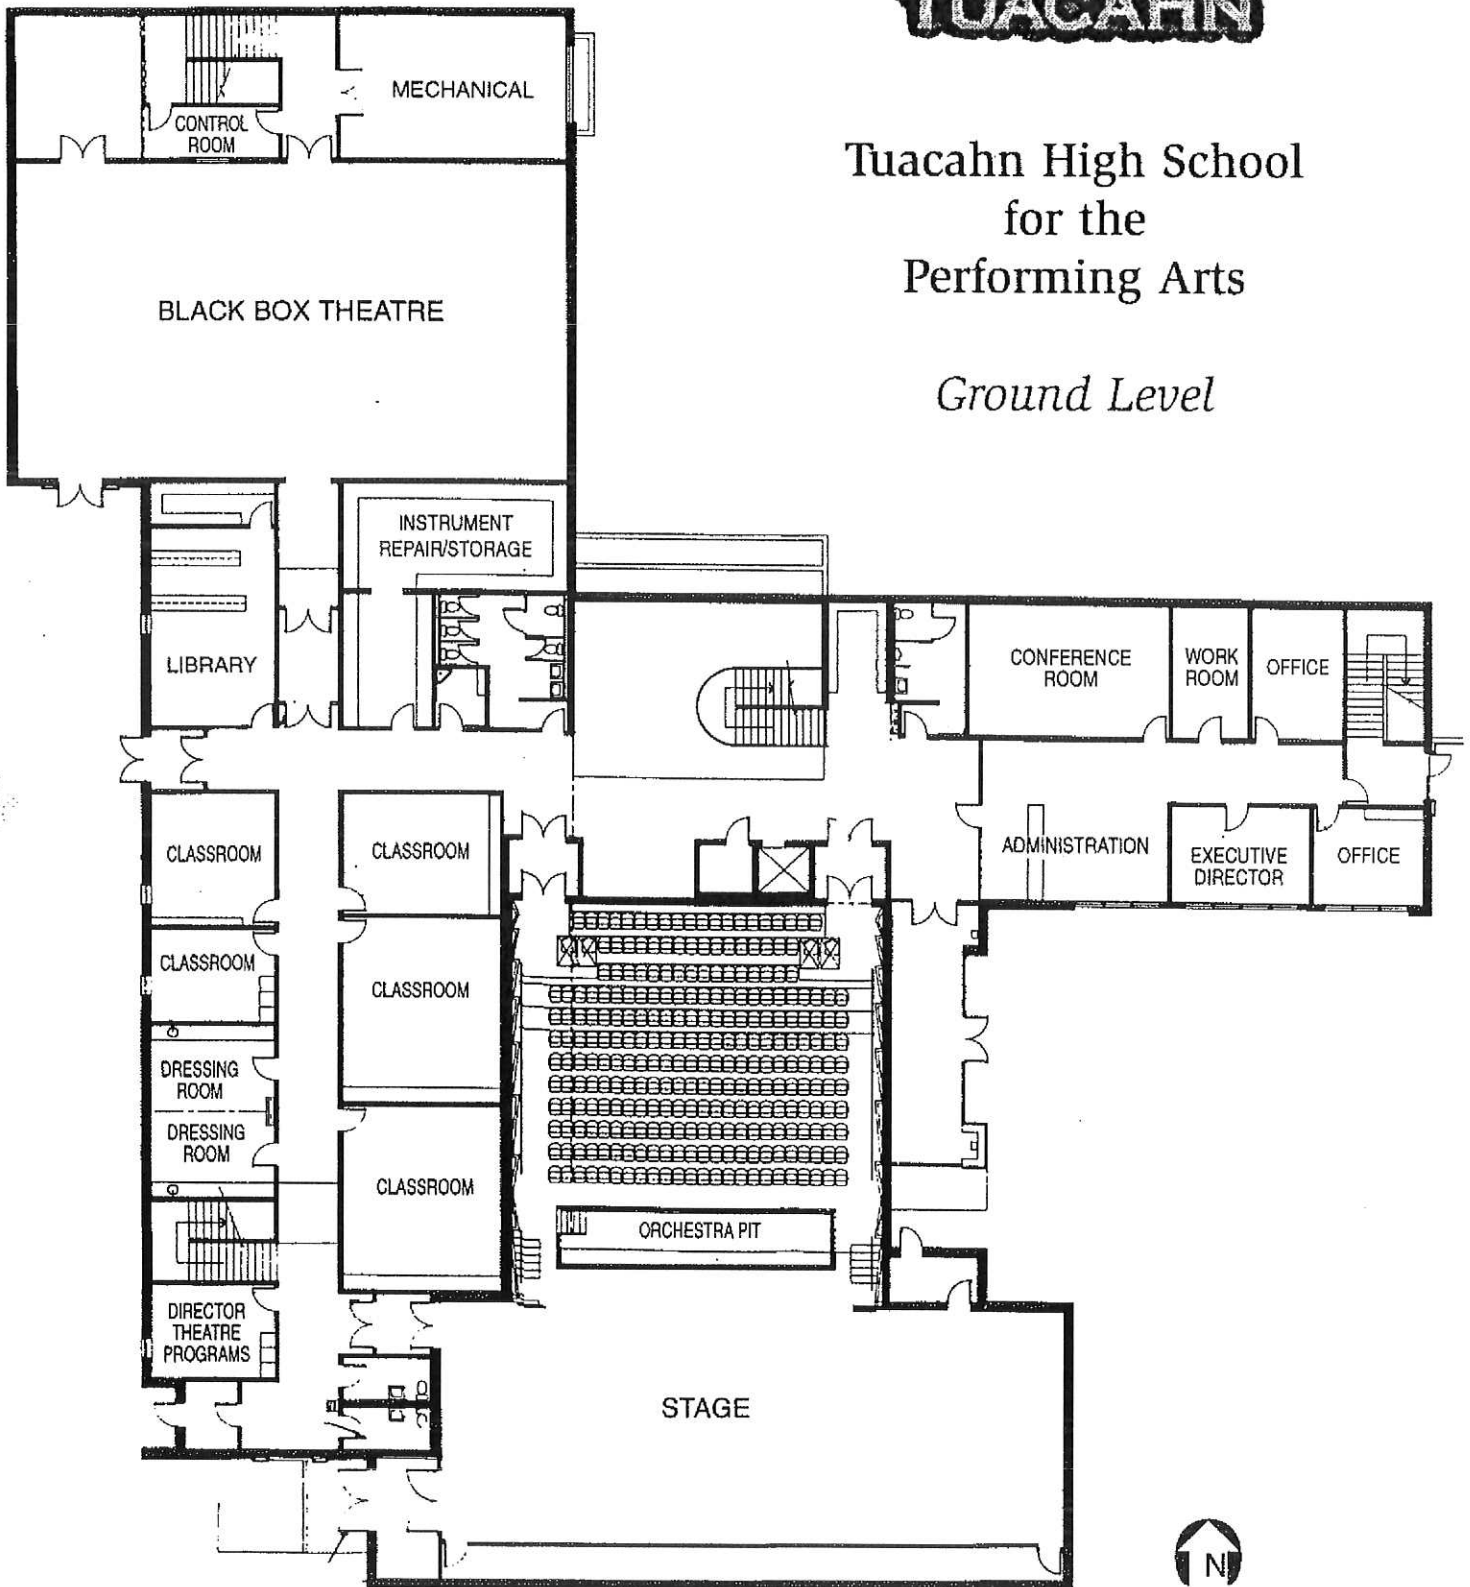 TUACAHN
Tuacahn High School
for the
Performing Arts
Ground Level
MECHANICAL
CONTROL
ROOM
BLACK BOX THEATRE
INSTRUMENT
REPAIR/STORAGE
LIBRARY
CONFERENCE
ROOM
WORK
ROOM
OFFICE
CLASSROOM
CLASSROOM
ADMINISTRATION
EXECUTIVE
DIRECTOR
OFFICE
CLASSROOM
CLASSROOM
DRESSING
ROOM
DRESSING
ROOM
CLASSROOM
ORCHESTRA PIT
DIRECTOR
THEATRE
PROGRAMS
STAGE
N